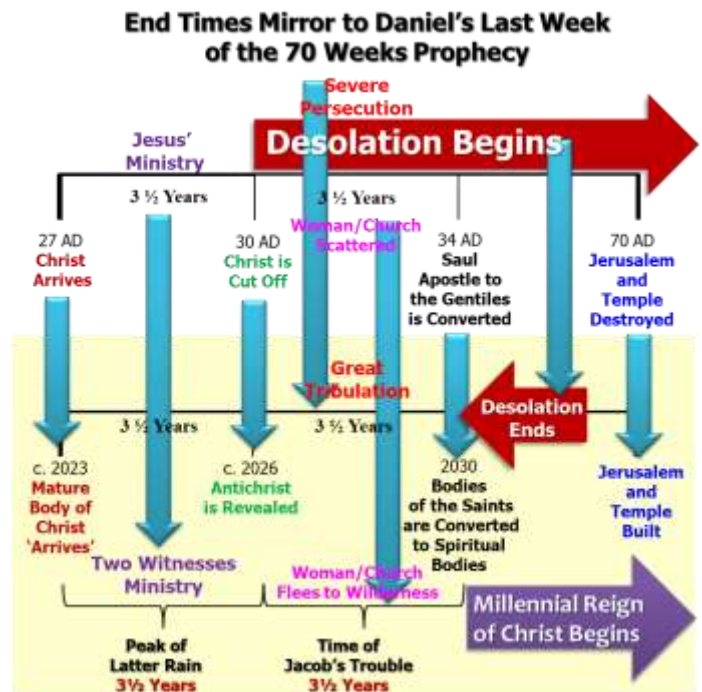 End Times Mirror to Daniel's Last Week
of the 70 Weeks Prophecy
Severe
Persecution
Desolation Begins
Jesus'
Ministry
3 ½ Years
3 ½ Years
Woman/Church
Scattered
27 AD
Christ
Arrives
30 AD
Christ is
Cut Off
34 AD
Saul
Apostle to
the Gentiles
is Converted
70 AD
Jerusalem
and
Temple
Destroyed
Great
Tribulation
Desolation
Ends
3 ½ Years
3 ½ Years
c. 2023
Mature
Body of
Christ
'Arrives'
c. 2026
Antichrist
is Revealed
2030
Bodies
of the Saints
are Converted
to Spiritual
Bodies
Jerusalem
and
Temple
Built
Two Witnesses
Ministry
Woman/Church
Flees to Wilderness
Millennial Reign
of Christ Begins
Peak of
Latter Rain
3½ Years
Time of
Jacob's Trouble
3½ Years